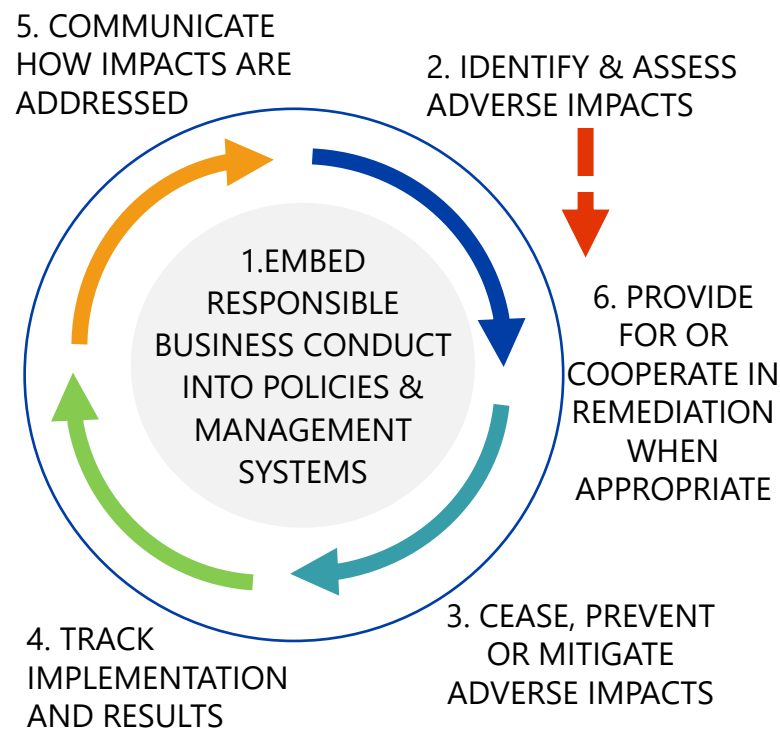 5. COMMUNICATE
HOW IMPACTS ARE
ADDRESSED
2. IDENTIFY & ASSESS
ADVERSE IMPACTS
1.EMBED
RESPONSIBLE
BUSINESS CONDUCT
INTO POLICIES &
MANAGEMENT
SYSTEMS
6. PROVIDE
FOR OR
COOPERATE IN
REMEDIATION
WHEN
APPROPRIATE
3. CEASE, PREVENT
OR MITIGATE
ADVERSE IMPACTS
4. TRACK
IMPLEMENTATION
AND RESULTS